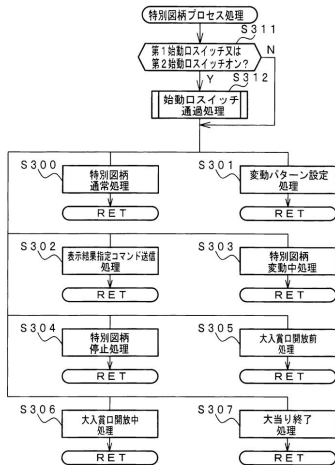 特別図柄プロセス処理
S311
第1始動口スイッチ又は
第2始動口スイッチオン?
N
Y
S312
始動口スイッチ
通過処理
S300
特別図柄
通常処理
RET
S301
変動パターン設定
処理
RET
S302
表示結果指定コマンド送信
処理
RET
S303
特別図柄
変動中処理
RET
S304
特別図柄
停止処理
RET
S305
大入賞口開放前
処理
RET
S306
大入賞口開放中
処理
RET
S307
大当り終了
処理
RET